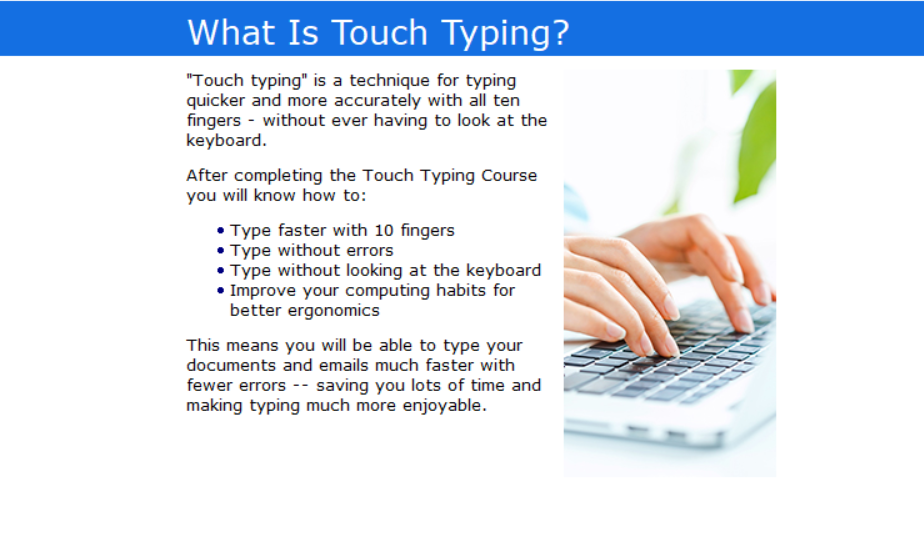 What Is Touch Typing?
"Touch typing" is a technique for typing
quicker and more accurately with all ten
fingers - without ever having to look at the
keyboard.
After completing the Touch Typing Course
you will know how to:
• Type faster with 10 fingers
• Type without errors
• Type without looking at the keyboard
• Improve your computing habits for
better ergonomics
This means you will be able to type your
documents and emails much faster with
fewer errors -- saving you lots of time and
making typing much more enjoyable.